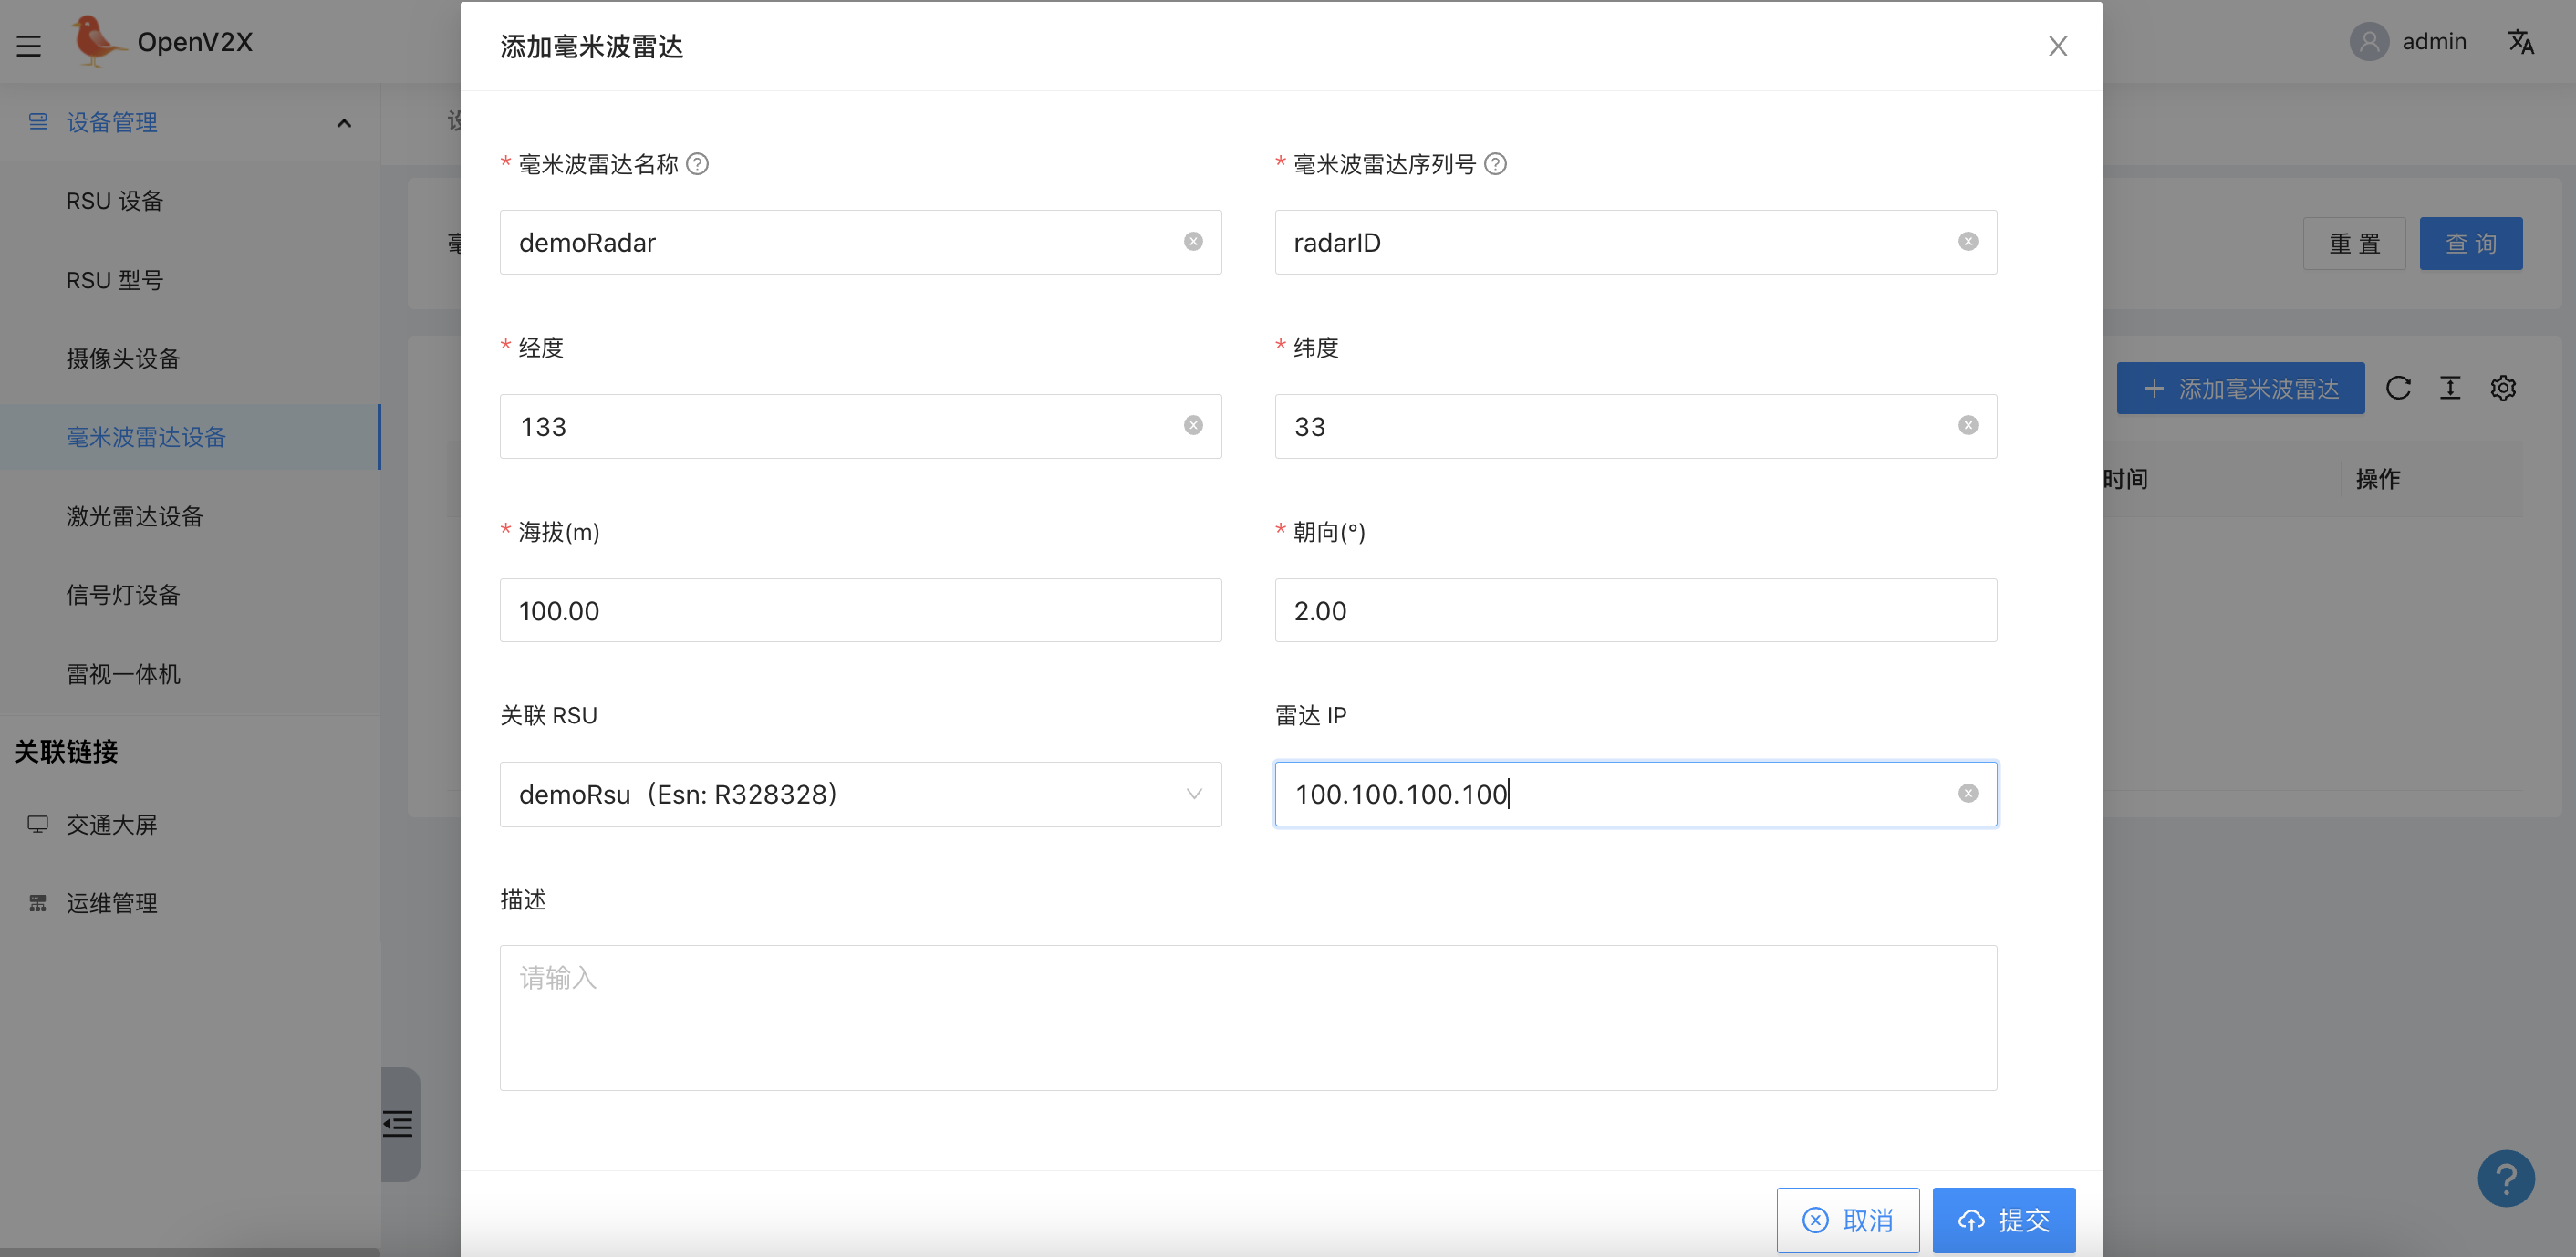 OpenV2X
admin
设备管理
RSU 设备
RSU 型号
摄像头设备
毫米波雷达设备
激光雷达设备
信号灯设备
雷视一体机
关联链接
交通大屏
运维管理
添加毫米波雷达
* 毫米波雷达名称
* 毫米波雷达序列号
demoRadar
radarID
* 经度
* 纬度
133
33
* 海拔(m)
* 朝向(°)
100.00
2.00
关联 RSU
雷达 IP
demoRsu（Esn: R328328）
100.100.100.100
描述
请输入
取消
提交
重 置
查 询
添加毫米波雷达
时间
操作